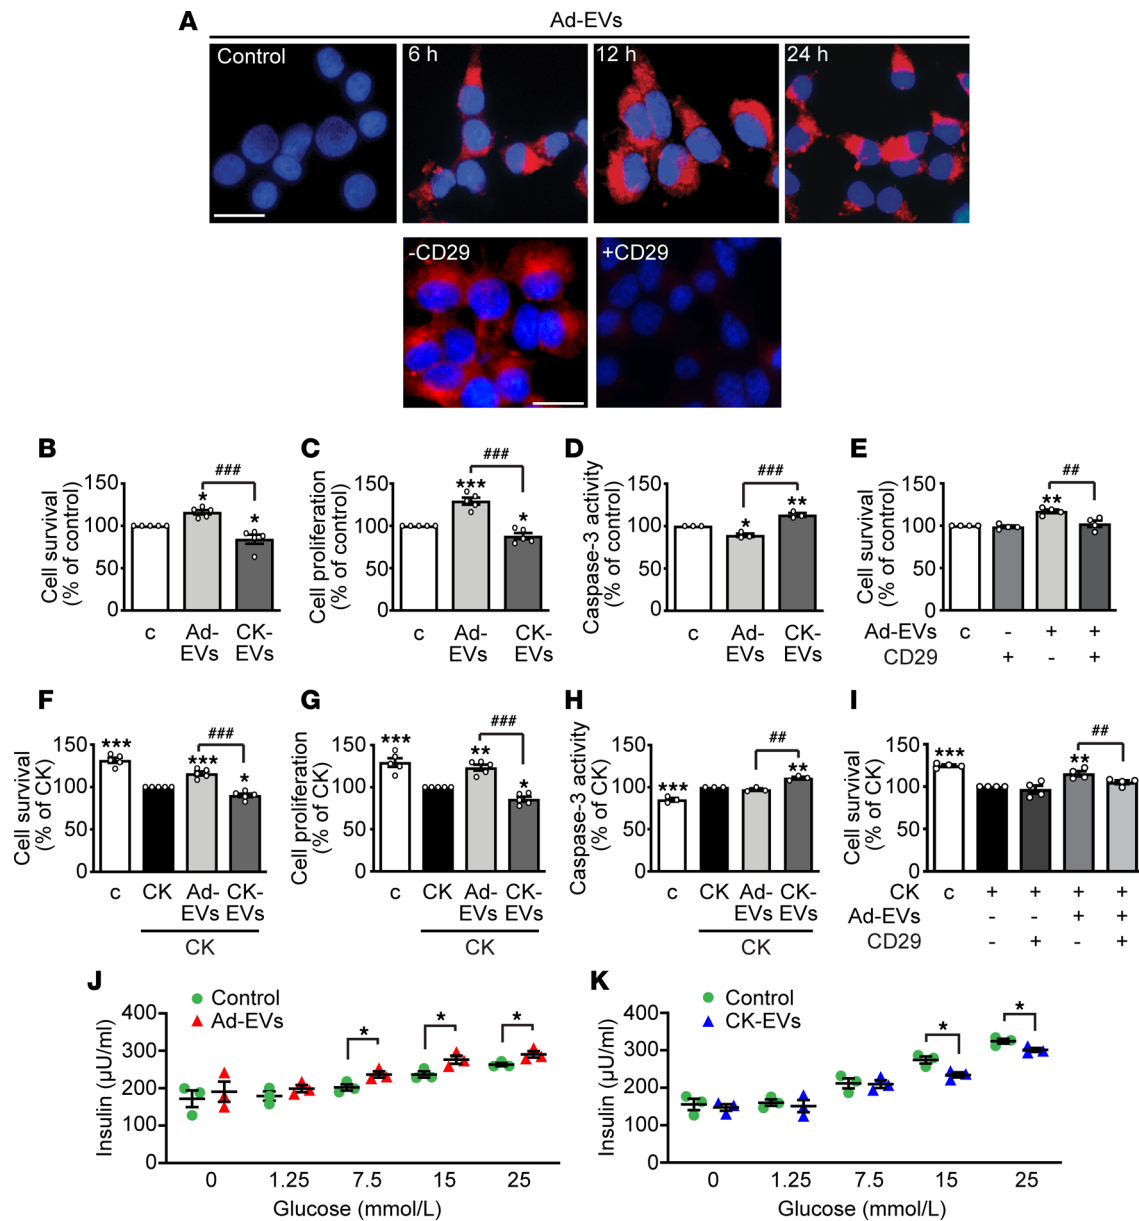 A
Ad-EVs
Control
6 h
12 h
24 h
-CD29
+CD29
B
Cell survival
(% of control)
150
100
50
0
*
*
###
c
Ad-
EVs
CK-
EVs
C
Cell proliferation
(% of control)
150
100
50
0
***
*
###
c
Ad-
EVs
CK-
EVs
D
Caspase-3 activity
(% of control)
150
100
50
0
*
**
###
c
Ad-
EVs
CK-
EVs
E
Cell survival
(% of control)
150
100
50
0
**
##
Ad-EVs c - + +
CD29 + - +
F
Cell survival
(% of CK)
150
100
50
0
***
***
*
###
c
CK
Ad-
EVs
CK-
EVs
CK
G
Cell proliferation
(% of CK)
150
100
50
0
***
**
*
###
c
CK
Ad-
EVs
CK-
EVs
CK
H
Caspase-3 activity
(% of CK)
150
100
50
0
***
**
##
c
CK
Ad-
EVs
CK-
EVs
CK
I
Cell survival
(% of CK)
150
100
50
0
***
**
##
CK c + + + +
Ad-EVs - - + +
CD29 - + - +
J
Control
Ad-EVs
Insulin (µU/ml)
400
300
200
100
0
*
*
*
0 1.25 7.5 15 25
Glucose (mmol/L)
K
Control
CK-EVs
Insulin (µU/ml)
400
300
200
100
0
*
*
0 1.25 7.5 15 25
Glucose (mmol/L)